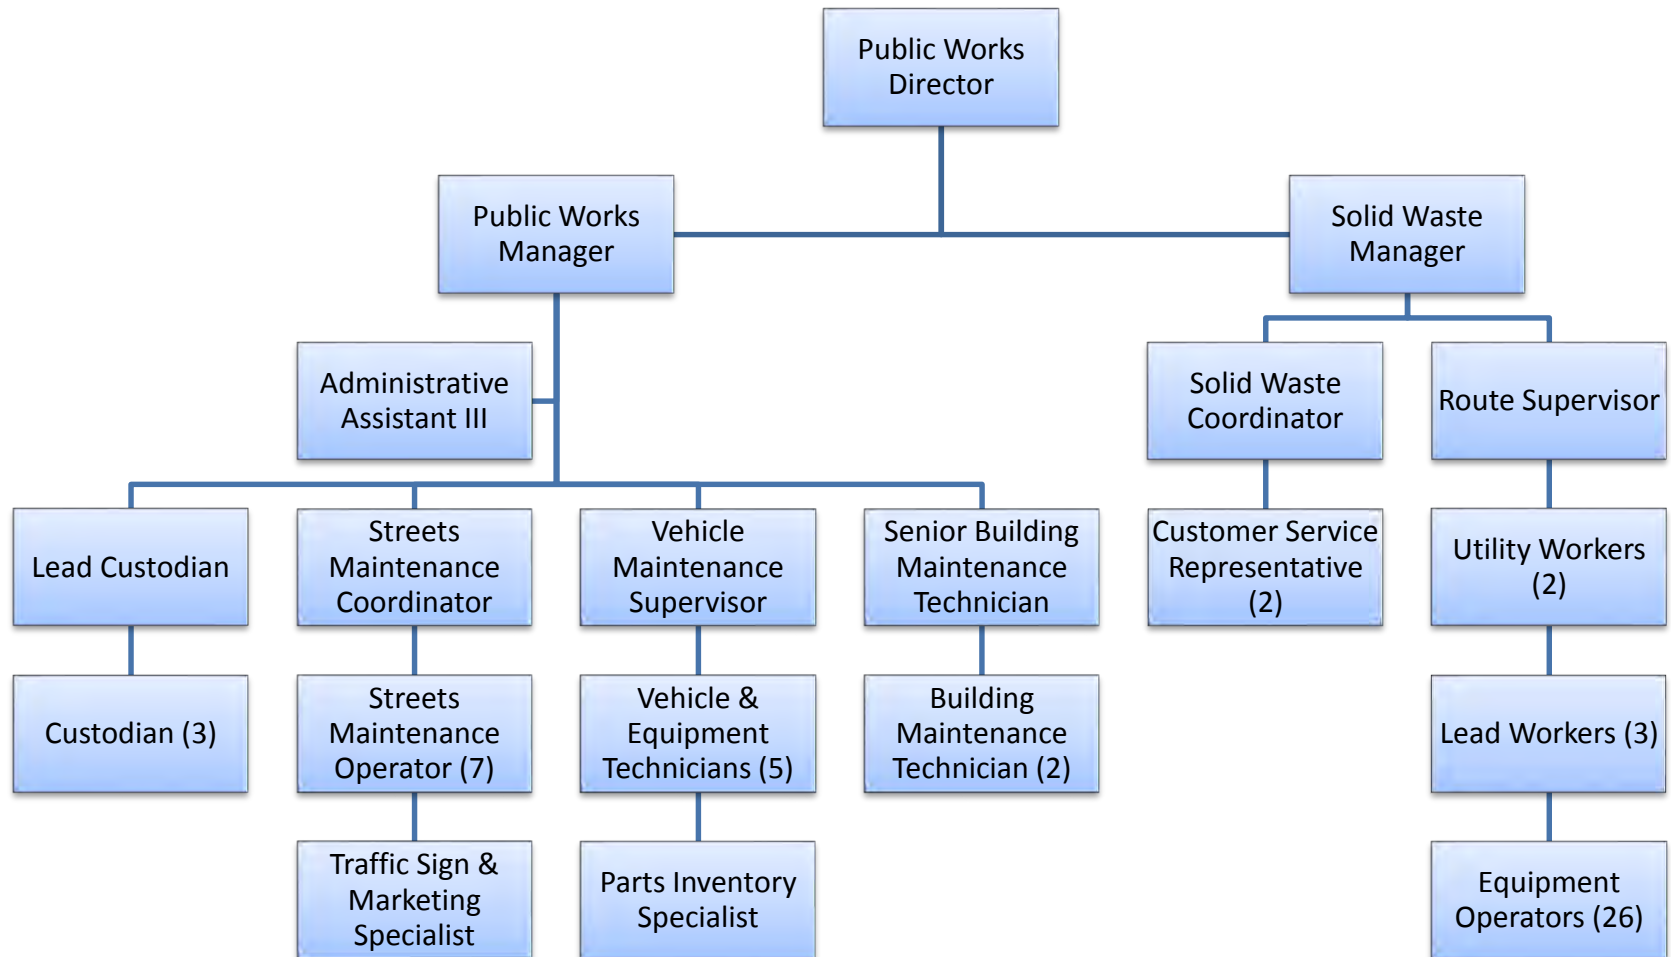 Public Works
Director
Public Works
Manager
Solid Waste
Manager
Administrative
Assistant III
Solid Waste
Coordinator
Route Supervisor
Lead Custodian
Streets
Maintenance
Coordinator
Vehicle
Maintenance
Supervisor
Senior Building
Maintenance
Technician
Customer Service
Representative
(2)
Utility Workers
(2)
Custodian (3)
Streets
Maintenance
Operator (7)
Vehicle &
Equipment
Technicians (5)
Building
Maintenance
Technician (2)
Lead Workers (3)
Traffic Sign &
Marketing
Specialist
Parts Inventory
Specialist
Equipment
Operators (26)